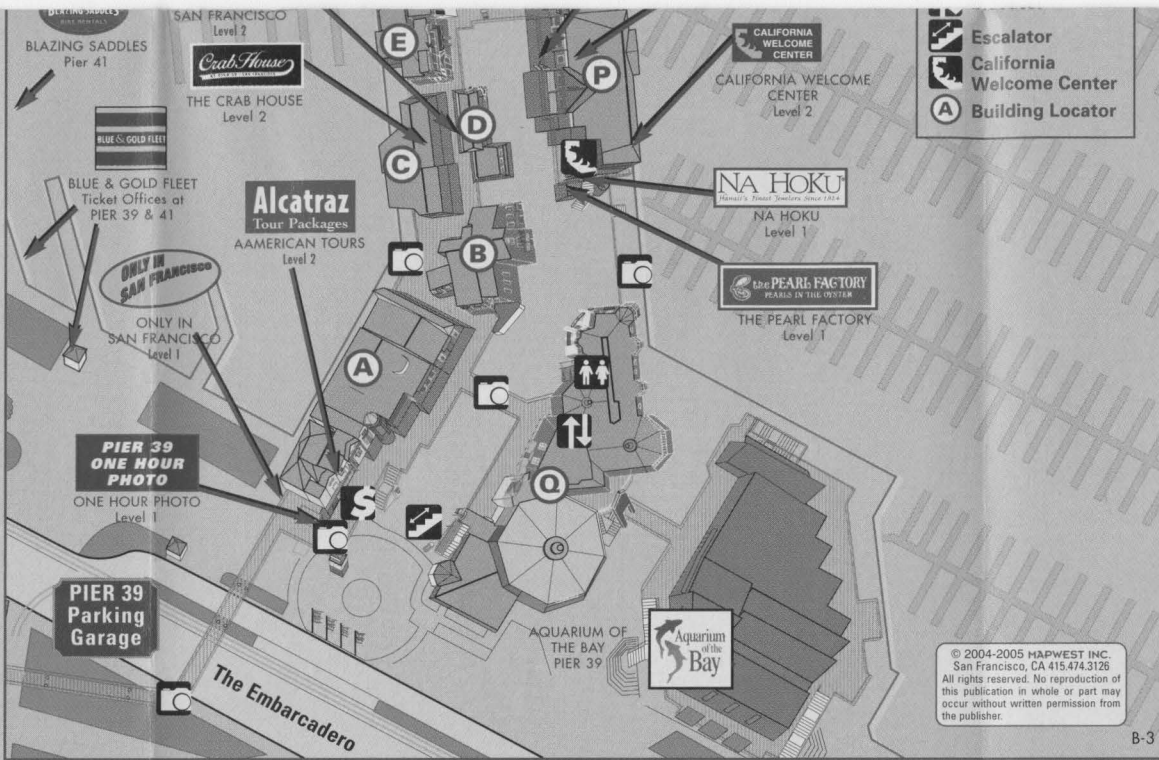 BLAZING SADDLES
BIKE RENTALS
BLAZING SADDLES
Pier 41
SAN FRANCISCO
Level 2
Crab House
AT PIER 39 • SAN FRANCISCO
THE CRAB HOUSE
Level 2
BLUE & GOLD FLEET
BLUE & GOLD FLEET
Ticket Offices at
PIER 39 & 41
Alcatraz
Tour Packages
AAMERICAN TOURS
Level 2
ONLY IN
SAN FRANCISCO
ONLY IN
SAN FRANCISCO
Level 1
PIER 39
ONE HOUR
PHOTO
ONE HOUR PHOTO
Level 1
PIER 39
Parking
Garage
The Embarcadero
E
D
C
B
A
P
Q
$
CALIFORNIA
WELCOME
CENTER
CALIFORNIA WELCOME
CENTER
Level 2
Escalator
California
Welcome Center
A Building Locator
NA HOKU
Hawaii's Finest Jewelers Since 1924
NA HOKU
Level 1
the PEARL FACTORY
PEARLS IN THE OYSTER
THE PEARL FACTORY
Level 1
AQUARIUM OF
THE BAY
PIER 39
Aquarium
of the
Bay
© 2004-2005 MAPWEST INC.
San Francisco, CA 415.474.3126
All rights reserved. No reproduction of
this publication in whole or part may
occur without written permission from
the publisher.
B-3